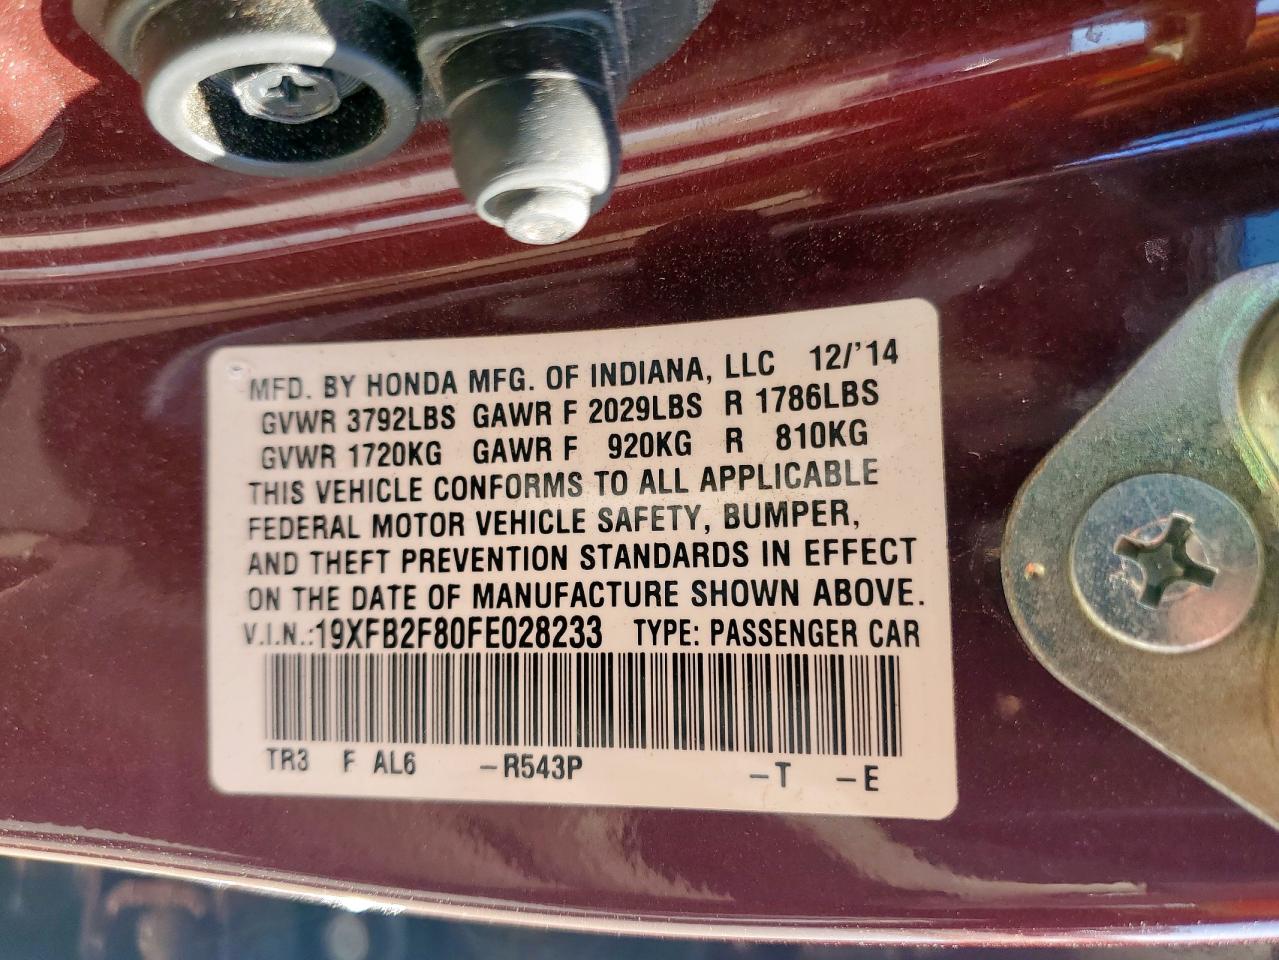 MFD. BY HONDA MFG. OF INDIANA, LLC 12/'14
GVWR 3792LBS GAWR F 2029LBS R 1786LBS
GVWR 1720KG GAWR F 920KG R 810KG
THIS VEHICLE CONFORMS TO ALL APPLICABLE
FEDERAL MOTOR VEHICLE SAFETY, BUMPER,
AND THEFT PREVENTION STANDARDS IN EFFECT
ON THE DATE OF MANUFACTURE SHOWN ABOVE.
V.I.N.:19XFB2F80FE028233 TYPE: PASSENGER CAR
TR3 F AL6 –R543P –T –E